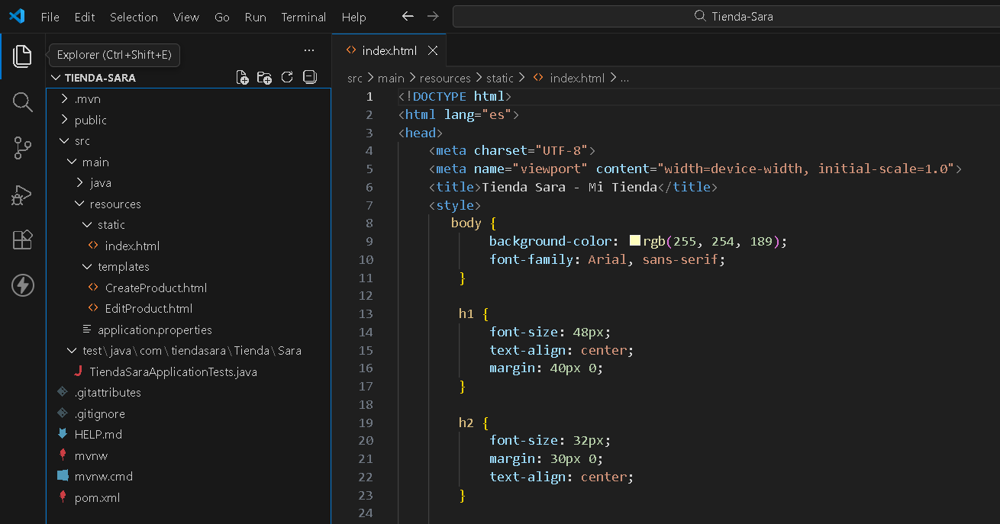 File Edit Selection View Go Run Terminal Help
Tienda-Sara
Explorer (Ctrl+Shift+E)
...
TIENDA-SARA
.mvn
public
src
main
java
resources
static
index.html
templates
CreateProduct.html
EditProduct.html
application.properties
test\java\com\tiendasara\Tienda\Sara
TiendaSaraApplicationTests.java
.gitattributes
.gitignore
HELP.md
mvnw
mvnw.cmd
pom.xml
index.html
src > main > resources > static > index.html > ...
1 <!DOCTYPE html>
2 <html lang="es">
3 <head>
4 <meta charset="UTF-8">
5 <meta name="viewport" content="width=device-width, initial-scale=1.0">
6 <title>Tienda Sara - Mi Tienda</title>
7 <style>
8 body {
9 background-color: rgb(255, 254, 189);
10 font-family: Arial, sans-serif;
11 }
12
13 h1 {
14 font-size: 48px;
15 text-align: center;
16 margin: 40px 0;
17 }
18
19 h2 {
20 font-size: 32px;
21 margin: 30px 0;
22 text-align: center;
23 }
24